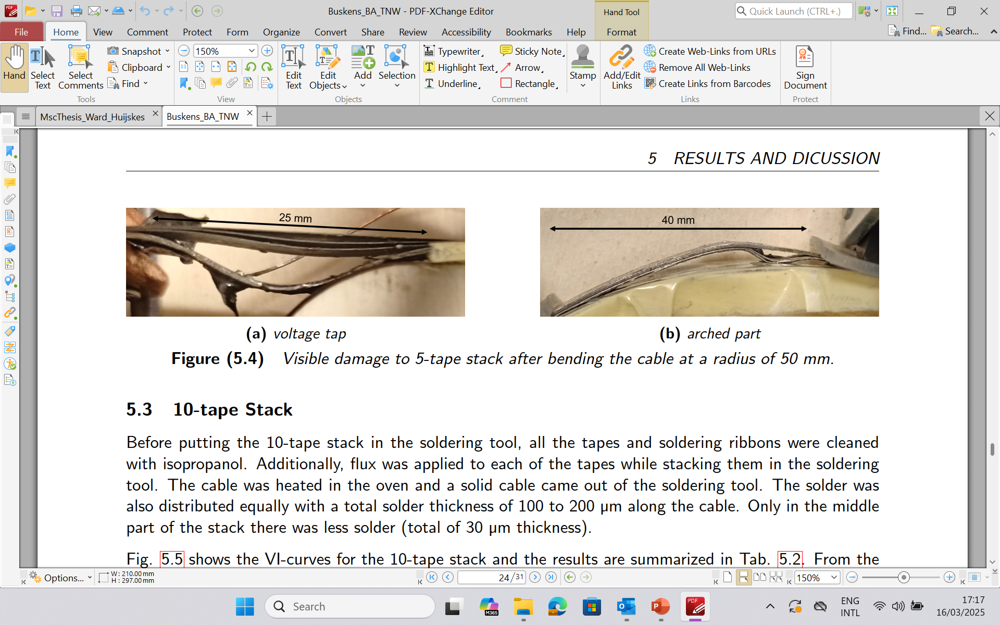 Buskens_BA_TNW - PDF-XChange Editor
Hand Tool
Quick Launch (CTRL+.)
File
Home
View
Comment
Protect
Form
Organize
Convert
Share
Review
Accessibility
Bookmarks
Help
Format
Find...
Search...
Hand
Select Text
Select Comments
Snapshot
Clipboard
Find
Tools
150%
View
Edit Text
Edit Objects
Add
Selection
Objects
Typewriter
Highlight Text
Underline
Sticky Note
Arrow
Rectangle
Stamp
Comment
Add/Edit Links
Create Web-Links from URLs
Remove All Web-Links
Create Links from Barcodes
Links
Sign Document
Protect
MscThesis_Ward_Huijskes
Buskens_BA_TNW
5 RESULTS AND DICUSSION
25 mm
40 mm
(a) voltage tap
(b) arched part
Figure (5.4) Visible damage to 5-tape stack after bending the cable at a radius of 50 mm.
5.3 10-tape Stack
Before putting the 10-tape stack in the soldering tool, all the tapes and soldering ribbons were cleaned
with isopropanol. Additionally, flux was applied to each of the tapes while stacking them in the soldering
tool. The cable was heated in the oven and a solid cable came out of the soldering tool. The solder was
also distributed equally with a total solder thickness of 100 to 200 µm along the cable. Only in the middle
part of the stack there was less solder (total of 30 µm thickness).
Fig. 5.5 shows the VI-curves for the 10-tape stack and the results are summarized in Tab. 5.2. From the
Options...
W: 210.00 mm
H: 297.00 mm
24 / 31
150%
Search
M365
PDF
ENG
INTL
17:17
16/03/2025